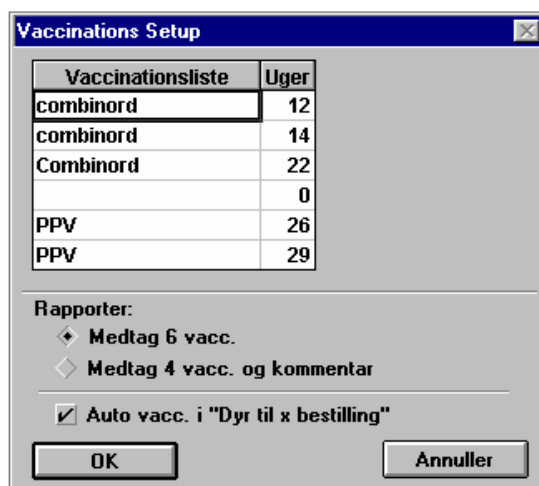 Vaccinations Setup
Vaccinationsliste Uger
combinord 12
combinord 14
Combinord 22
0
PPV 26
PPV 29
Rapporter:
Medtag 6 vacc.
Medtag 4 vacc. og kommentar
Auto vacc. i "Dyr til x bestilling"
OK Annuller